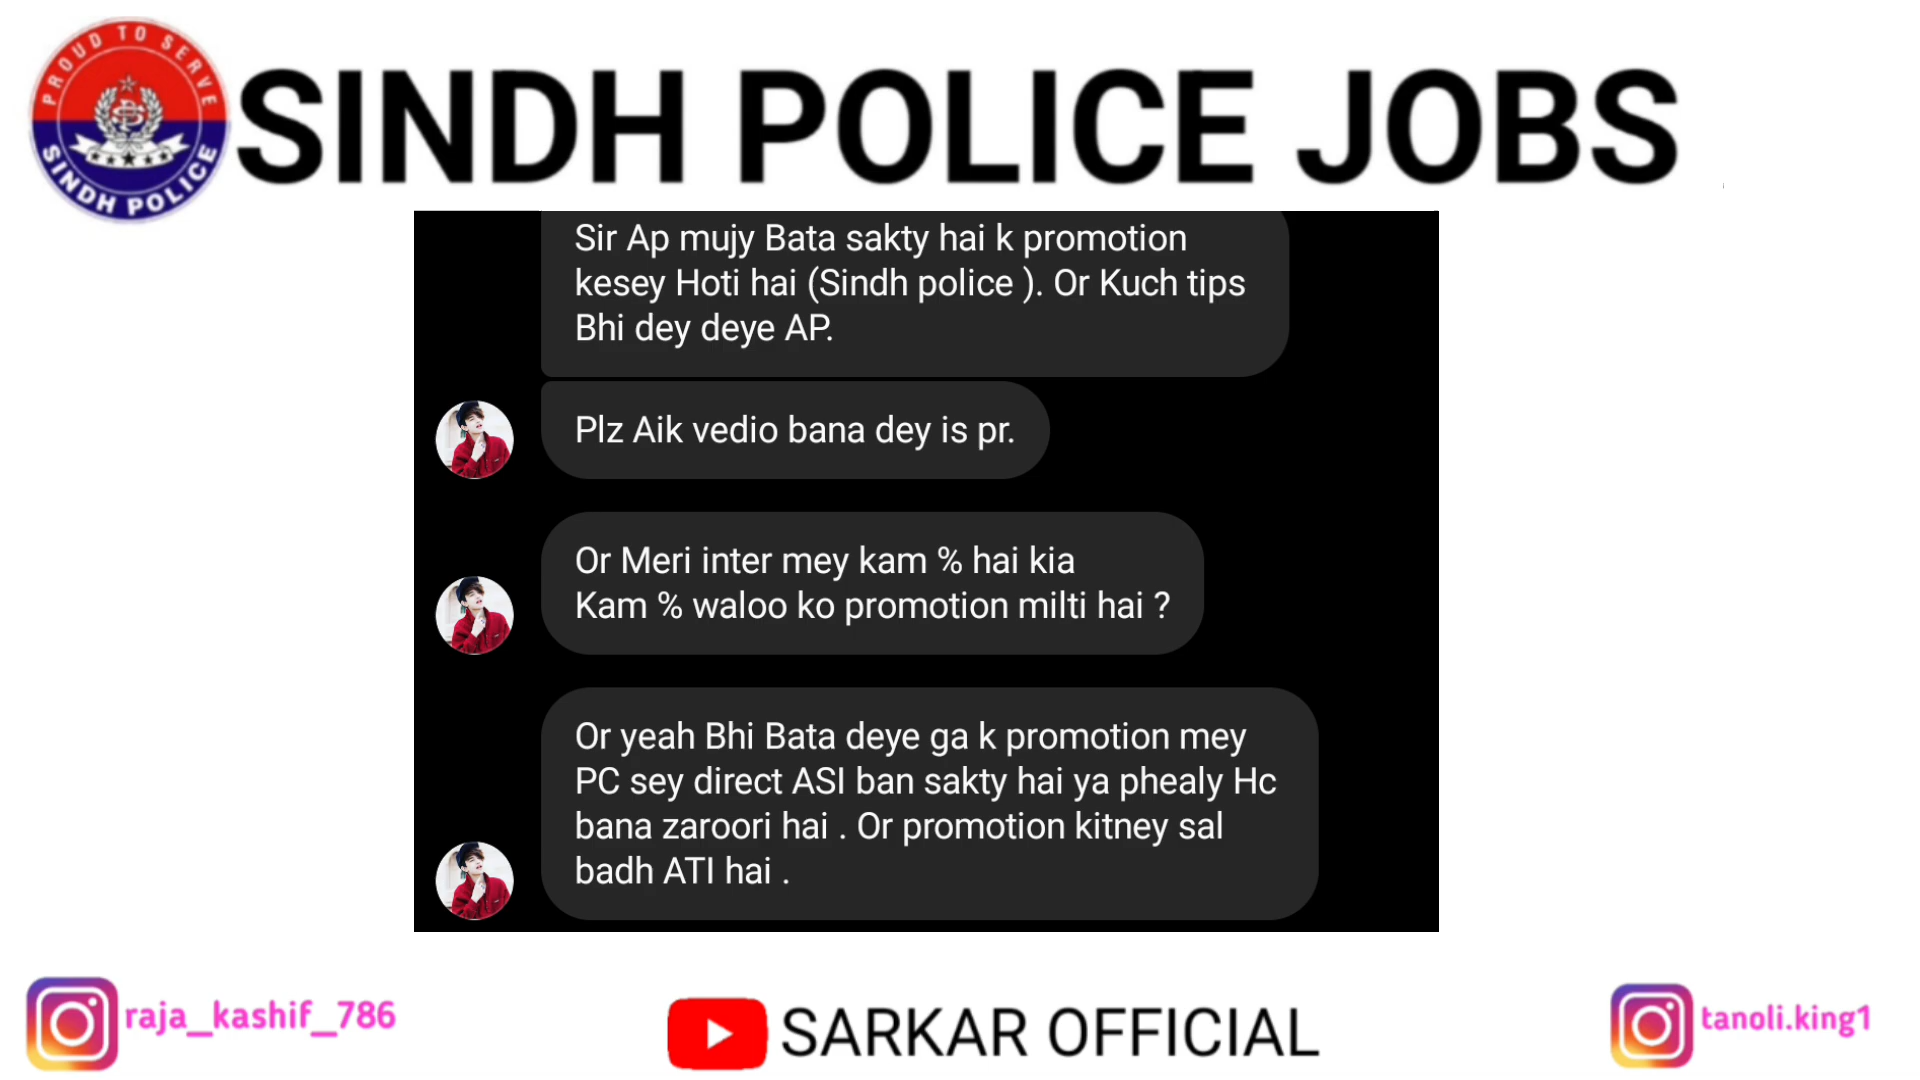 PROUD TO SERVE
SINDH POLICE
SINDH POLICE JOBS
Sir Ap mujy Bata sakty hai k promotion
kesey Hoti hai (Sindh police ). Or Kuch tips
Bhi dey deye AP.
Plz Aik vedio bana dey is pr.
Or Meri inter mey kam % hai kia
Kam % waloo ko promotion milti hai ?
Or yeah Bhi Bata deye ga k promotion mey
PC sey direct ASI ban sakty hai ya phealy Hc
bana zaroori hai . Or promotion kitney sal
badh ATI hai .
raja_kashif_786
SARKAR OFFICIAL
tanoli.king1